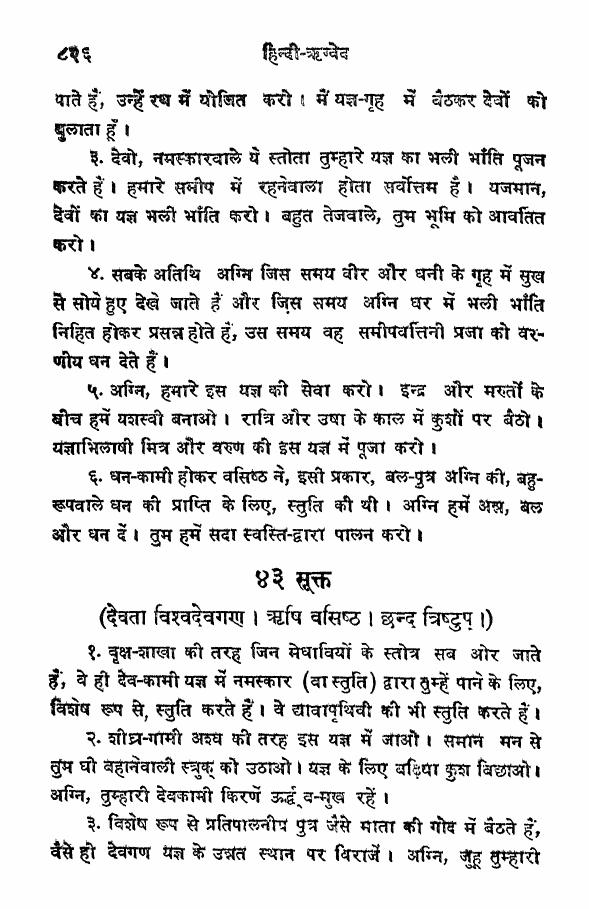 ८१६ हिन्दी-ऋग्वेद
पाते हैं, उन्हें रथ में योजित करो। मैं यज्ञ-गृह में बैठकर देवों को
बुलाता हूँ।
३. देवो, नमस्कारवाले ये स्तोता तुम्हारे यज्ञ का भली भाँति पूजन
करते हैं। हमारे समीप में रहनेवाला होता सर्वोत्तम है। यजमान,
देवों का यज्ञ भली भाँति करो। बहुत तेजवाले, तुम भूमि को आवर्तित
करो।
४. सबके अतिथि अग्नि जिस समय वीर और धनी के गृह में सुख
से सोये हुए देखे जाते हैं और जिस समय अग्नि घर में भली भाँति
निहित होकर प्रसन्न होते हैं, उस समय वह समीपवर्त्तिनी प्रजा को वर-
णीय धन देते हैं।
५. अग्नि, हमारे इस यज्ञ की सेवा करो। इन्द्र और मरुतों के
बीच हमें यशस्वी बनाओ। रात्रि और उषा के काल में कुशों पर बैठो।
यज्ञाभिलाषी मित्र और वरुण की इस यज्ञ में पूजा करो।
६. धन-कामी होकर वसिष्ठ ने, इसी प्रकार, बल-पुत्र अग्नि की, बहु-
रूपवाले धन की प्राप्ति के लिए, स्तुति की थी। अग्नि हमें अन्न, बल
और धन दें। तुम हमें सदा स्वस्ति-द्वारा पालन करो।
४३ सूक्त
(देवता विश्वदेवगण। ऋषि वसिष्ठ। छन्द त्रिष्टुप्।)
१. वृक्ष-शाखा की तरह जिन मेधावियों के स्तोत्र सब ओर जाते
हैं, वे ही देव-कामी यज्ञ में नमस्कार (वा स्तुति) द्वारा तुम्हें पाने के लिए,
विशेष रूप से, स्तुति करते हैं। वे द्यावापृथिवी की भी स्तुति करते हैं।
२. शीघ्र-गामी अश्व की तरह इस यज्ञ में जाओ। समान मन से
तुम घी बहानेवाली स्त्रुक् को उठाओ। यज्ञ के लिए बढ़िया कुश बिछाओ।
अग्नि, तुम्हारी देवकामी किरणें ऊर्द्ध्व-मुख रहें।
३. विशेष रूप से प्रतिपालनीय पुत्र जैसे माता की गोद में बैठते हैं,
वैसे ही देवगण यज्ञ के उन्नत स्थान पर विराजें। अग्नि, जुहू तुम्हारी